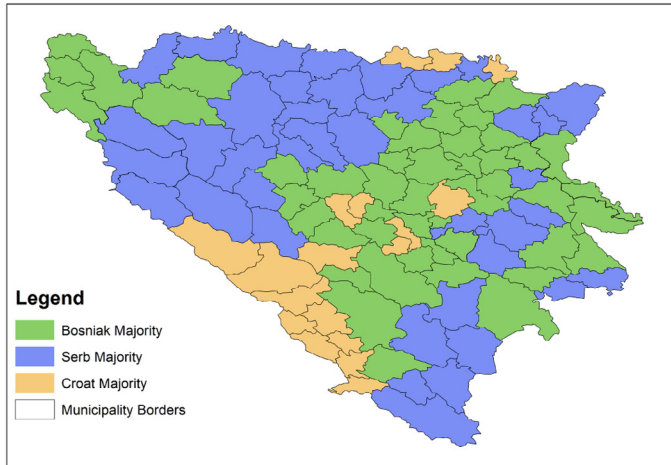 Legend
Bosniak Majority
Serb Majority
Croat Majority
Municipality Borders